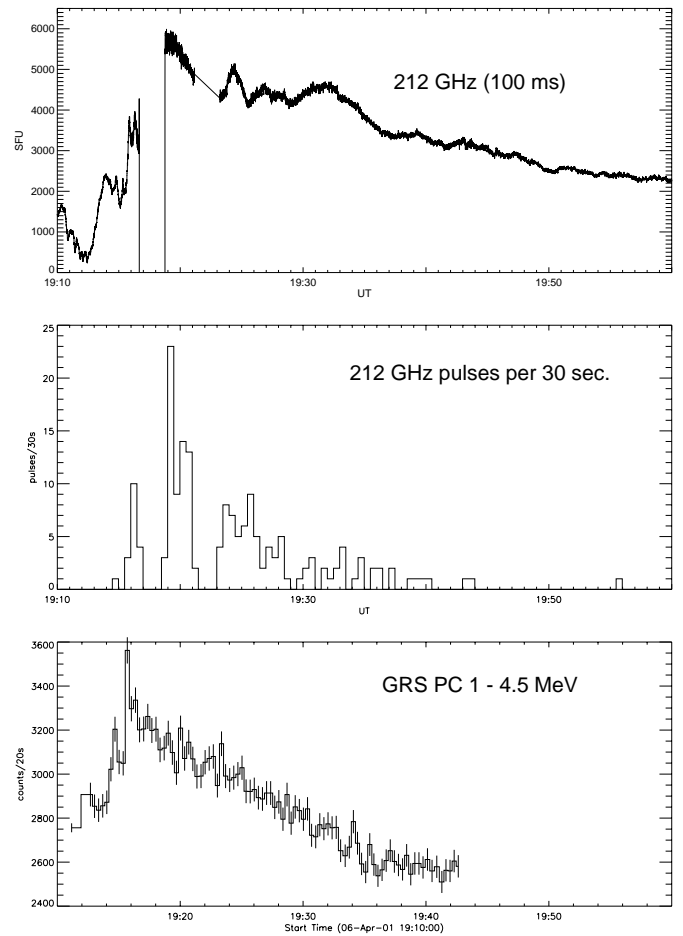 6000
5000
4000
3000
2000
1000
0
SFU
212 GHz (100 ms)
19:10 19:30 19:50
UT
25
20
15
10
5
0
pulses/30s
212 GHz pulses per 30 sec.
19:10 19:30 19:50
UT
3600
3400
3200
3000
2800
2600
2400
counts/20s
GRS PC 1 - 4.5 MeV
19:20 19:30 19:40 19:50
Start Time (06-Apr-01 19:10:00)